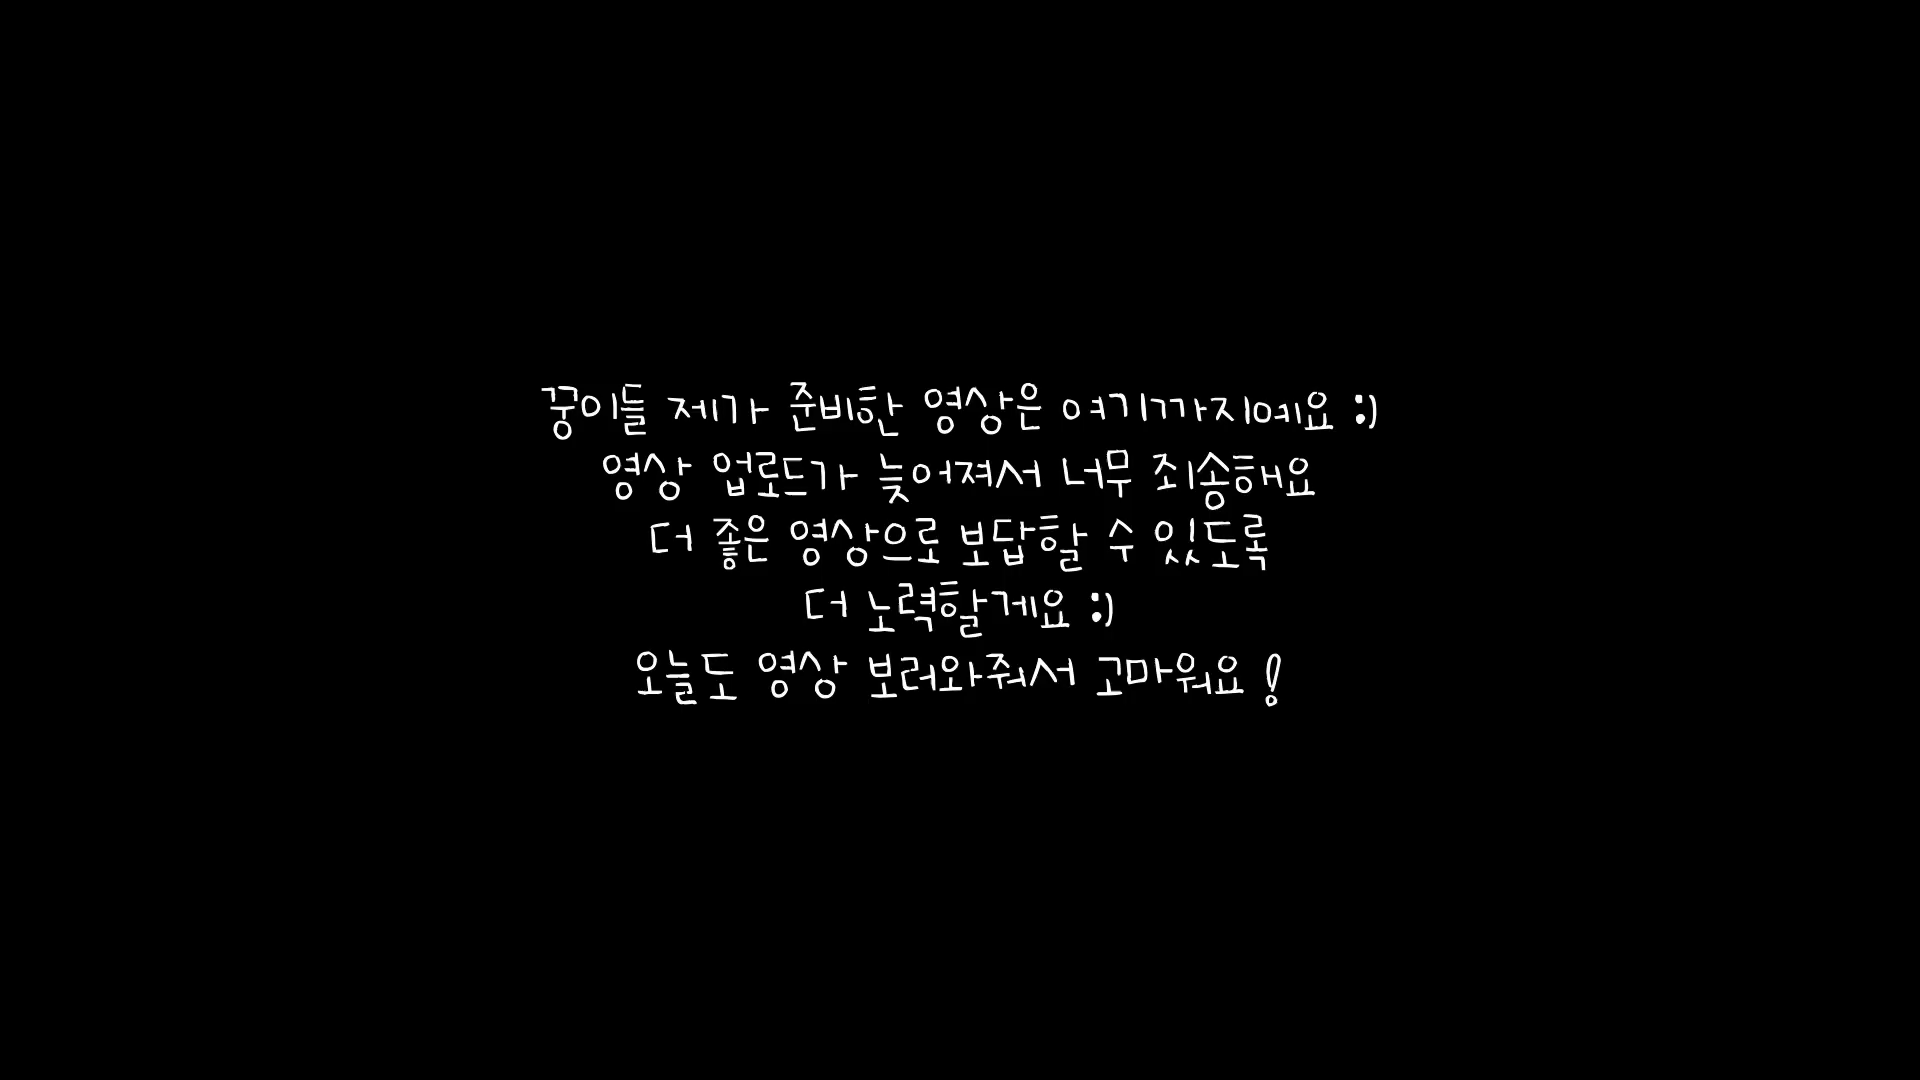 꿍이들 제가 준비한 영상은 여기까지예요 :)
영상 업로드가 늦어져서 너무 죄송해요
더 좋은 영상으로 보답할 수 있도록
더 노력할게요 :)
오늘도 영상 보러와줘서 고마워요 !